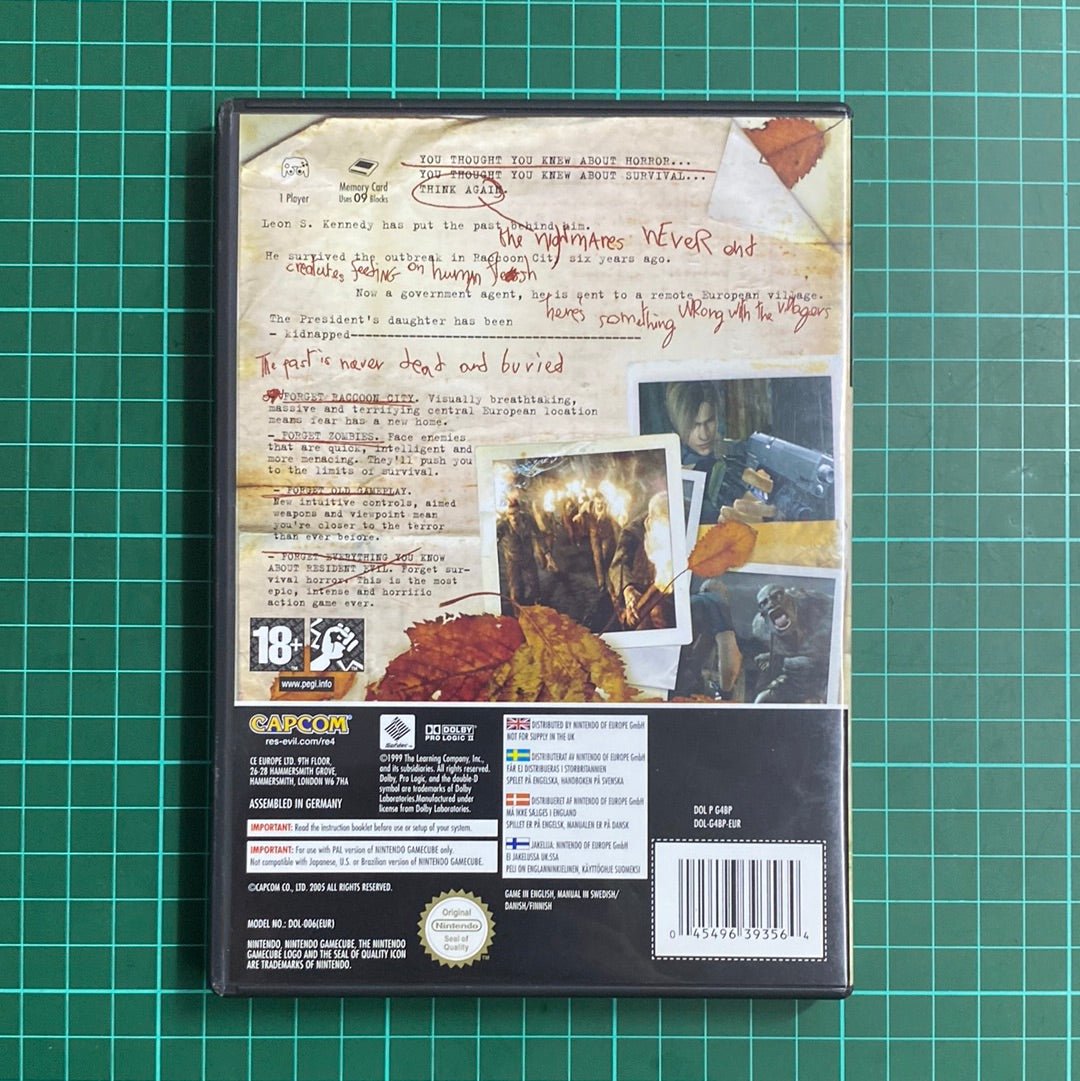 YOU THOUGHT YOU KNEW ABOUT HORROR...
YOU THOUGHT YOU KNEW ABOUT SURVIVAL...
THINK AGAIN.
1 Player
Memory Card
Uses 09 Blocks
Leon S. Kennedy has put the past behind him.
the nightmares never end
He survived the outbreak in Raccoon City six years ago.
creatures feeding on human flesh
Now a government agent, he is sent to a remote European village.
there's something wrong with the villagers
The President's daughter has been
- kidnapped
The past is never dead and buried
FORGET RACCOON CITY. Visually breathtaking,
massive and terrifying central European location
means fear has a new home.
- FORGET ZOMBIES. Face enemies
that are quick, intelligent and
more menacing. They'll push you
to the limits of survival.
- FORGET OLD GAMEPLAY.
New intuitive controls, aimed
weapons and viewpoint mean
you're closer to the terror
than ever before.
- FORGET EVERYTHING YOU KNOW
ABOUT RESIDENT EVIL. Forget sur-
vival horror. This is the most
epic, intense and horrific
action game ever.
18+
www.pegi.info
CAPCOM
res-evil.com/re4
CE EUROPE LTD. 9TH FLOOR,
26-28 HAMMERSMITH GROVE,
HAMMERSMITH, LONDON W6 7HA
ASSEMBLED IN GERMANY
Sofdec™
DOLBY
PRO LOGIC II
©1999 The Learning Company, Inc.,
and its subsidiaries. All rights reserved.
Dolby, Pro Logic, and the double-D
symbol are trademarks of Dolby
Laboratories.Manufactured under
license from Dolby Laboratories.
IMPORTANT: Read the instruction booklet before use or setup of your system.
IMPORTANT: For use with PAL version of NINTENDO GAMECUBE only.
Not compatible with Japanese, U.S. or Brazilian version of NINTENDO GAMECUBE.
©CAPCOM CO., LTD. 2005 ALL RIGHTS RESERVED.
MODEL NO.: DOL-006(EUR)
NINTENDO, NINTENDO GAMECUBE, THE NINTENDO
GAMECUBE LOGO AND THE SEAL OF QUALITY ICON
ARE TRADEMARKS OF NINTENDO.
Original
Nintendo
Seal of
Quality
TM
DISTRIBUTED BY NINTENDO OF EUROPE GmbH
NOT FOR SUPPLY IN THE UK
DISTRIBUTERAT AV NINTENDO OF EUROPE GmbH
FÅR EJ DISTRIBUERAS I STORBRITANNIEN
SPELET PÅ ENGELSKA, HANDBOKEN PÅ SVENSKA
DISTRIBUERET AF NINTENDO OF EUROPE GmbH
MÅ IKKE SÆLGES I ENGLAND
SPILLET ER PÅ ENGELSK, MANUALEN ER PÅ DANSK
JAKELIJA: NINTENDO OF EUROPE GmbH
EI JAKELUSSA UK:SSA
PELI ON ENGLANNINKIELINEN, KÄYTTÖOHJE SUOMEKSI
GAME IN ENGLISH, MANUAL IN SWEDISH/
DANISH/FINNISH
DOL P G4BP
DOL-G4BP-EUR
0 45496 39356 4